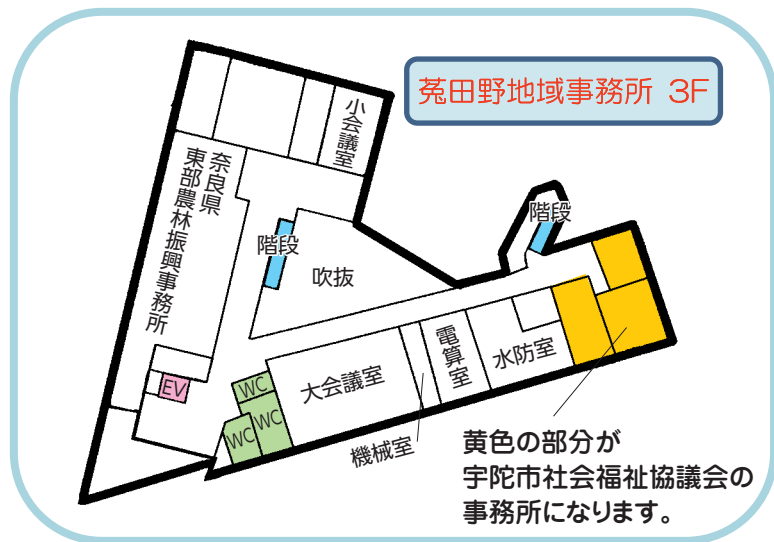 菟田野地域事務所 3F
小会議室
奈良県
東部農林振興事務所
階段
階段
吹抜
EV
WC
WC
WC
大会議室
機械室
電算室
水防室
黄色の部分が
宇陀市社会福祉協議会の
事務所になります。